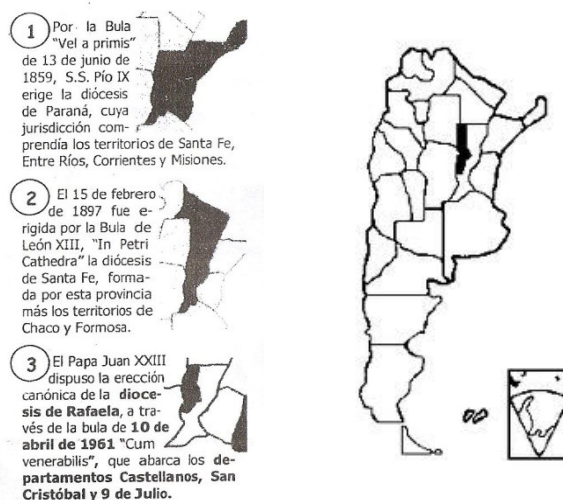 1 Por la Bula
"Vel a primis"
de 13 de junio de
1859, S.S. Pío IX
erige la diócesis
de Paraná, cuya
jurisdicción com-
prendía los territorios de Santa Fe,
Entre Ríos, Corrientes y Misiones.
2 El 15 de febrero
de 1897 fue e-
rigida por la Bula de
León XIII, "In Petri
Cathedra" la diócesis
de Santa Fe, forma-
da por esta provincia
más los territorios de
Chaco y Formosa.
3 El Papa Juan XXIII
dispuso la erección
canónica de la dioce-
sis de Rafaela, a tra-
vés de la bula de 10 de
abril de 1961 "Cum
venerabilis", que abarca los de-
partamentos Castellanos, San
Cristóbal y 9 de Julio.